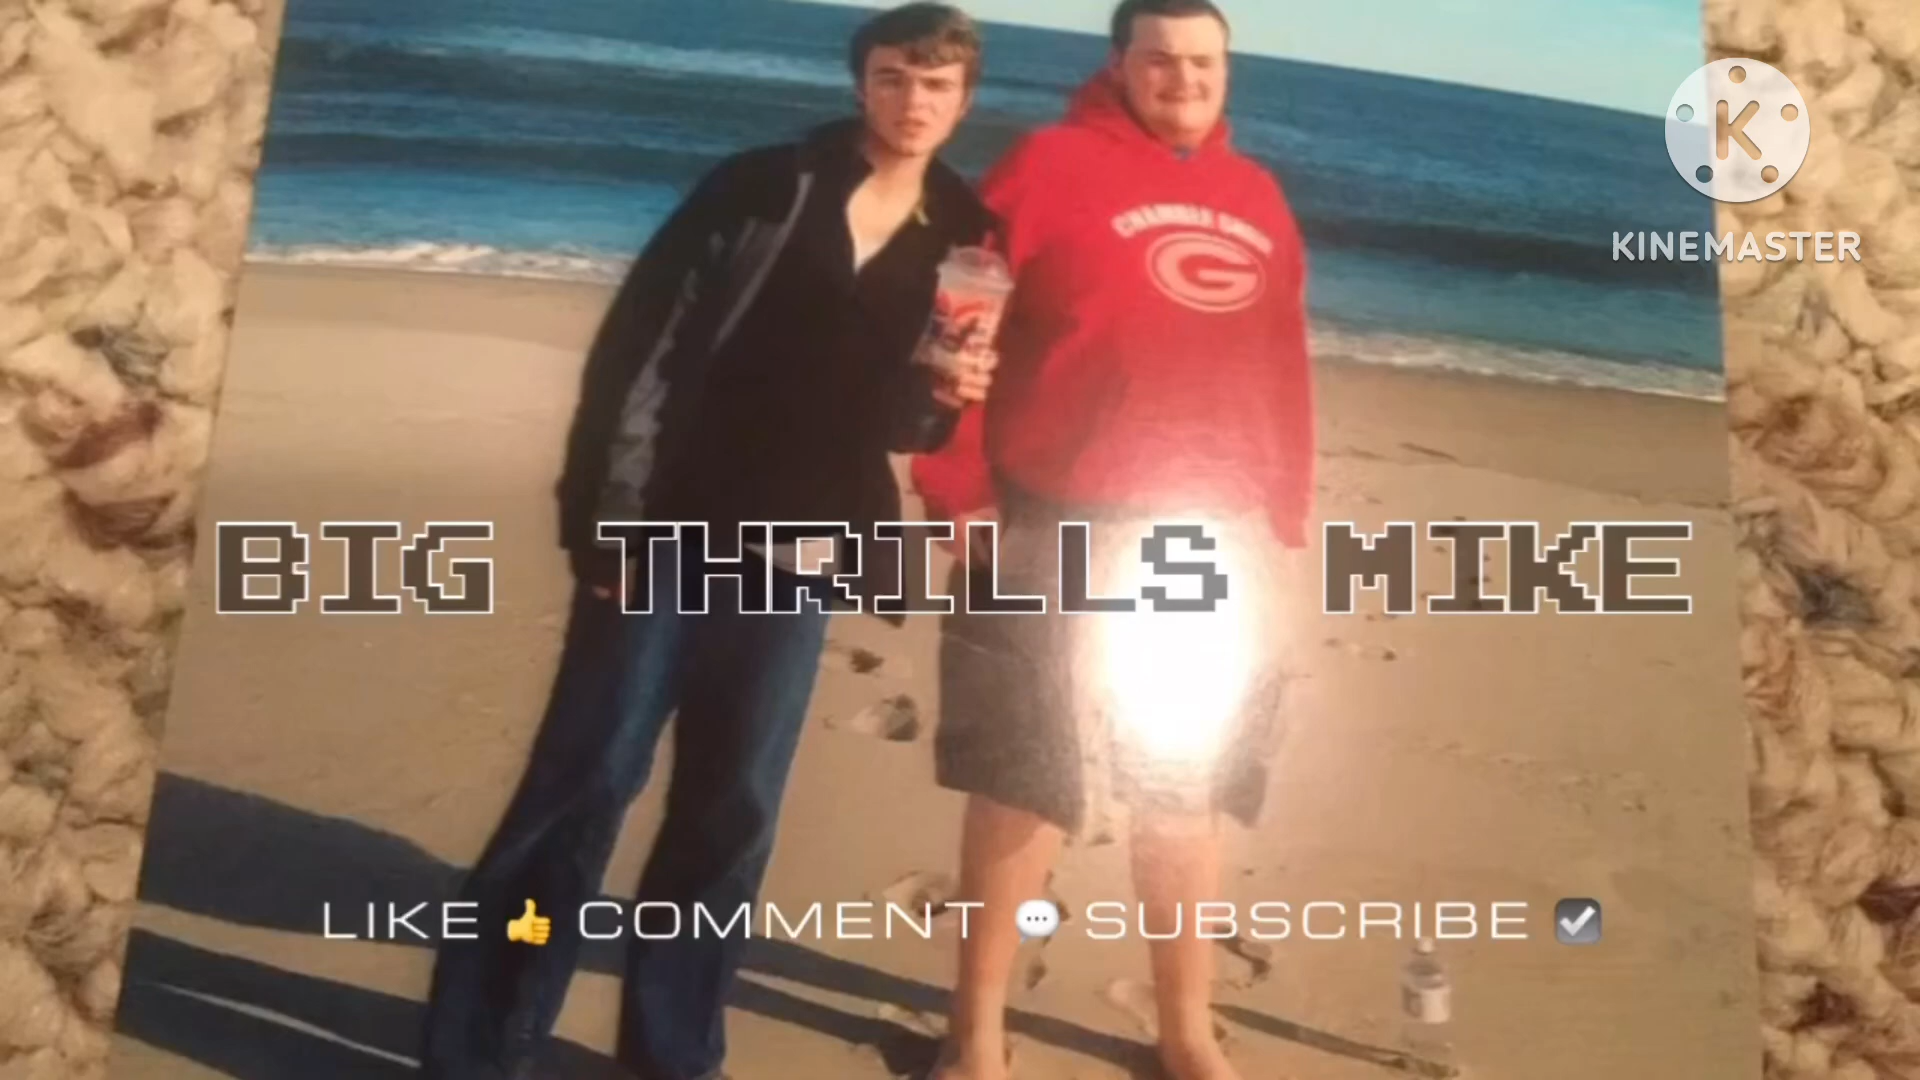 K
KINEMASTER
G
BIG THRILLS MIKE
LIKE 👍 COMMENT 💬 SUBSCRIBE ☑